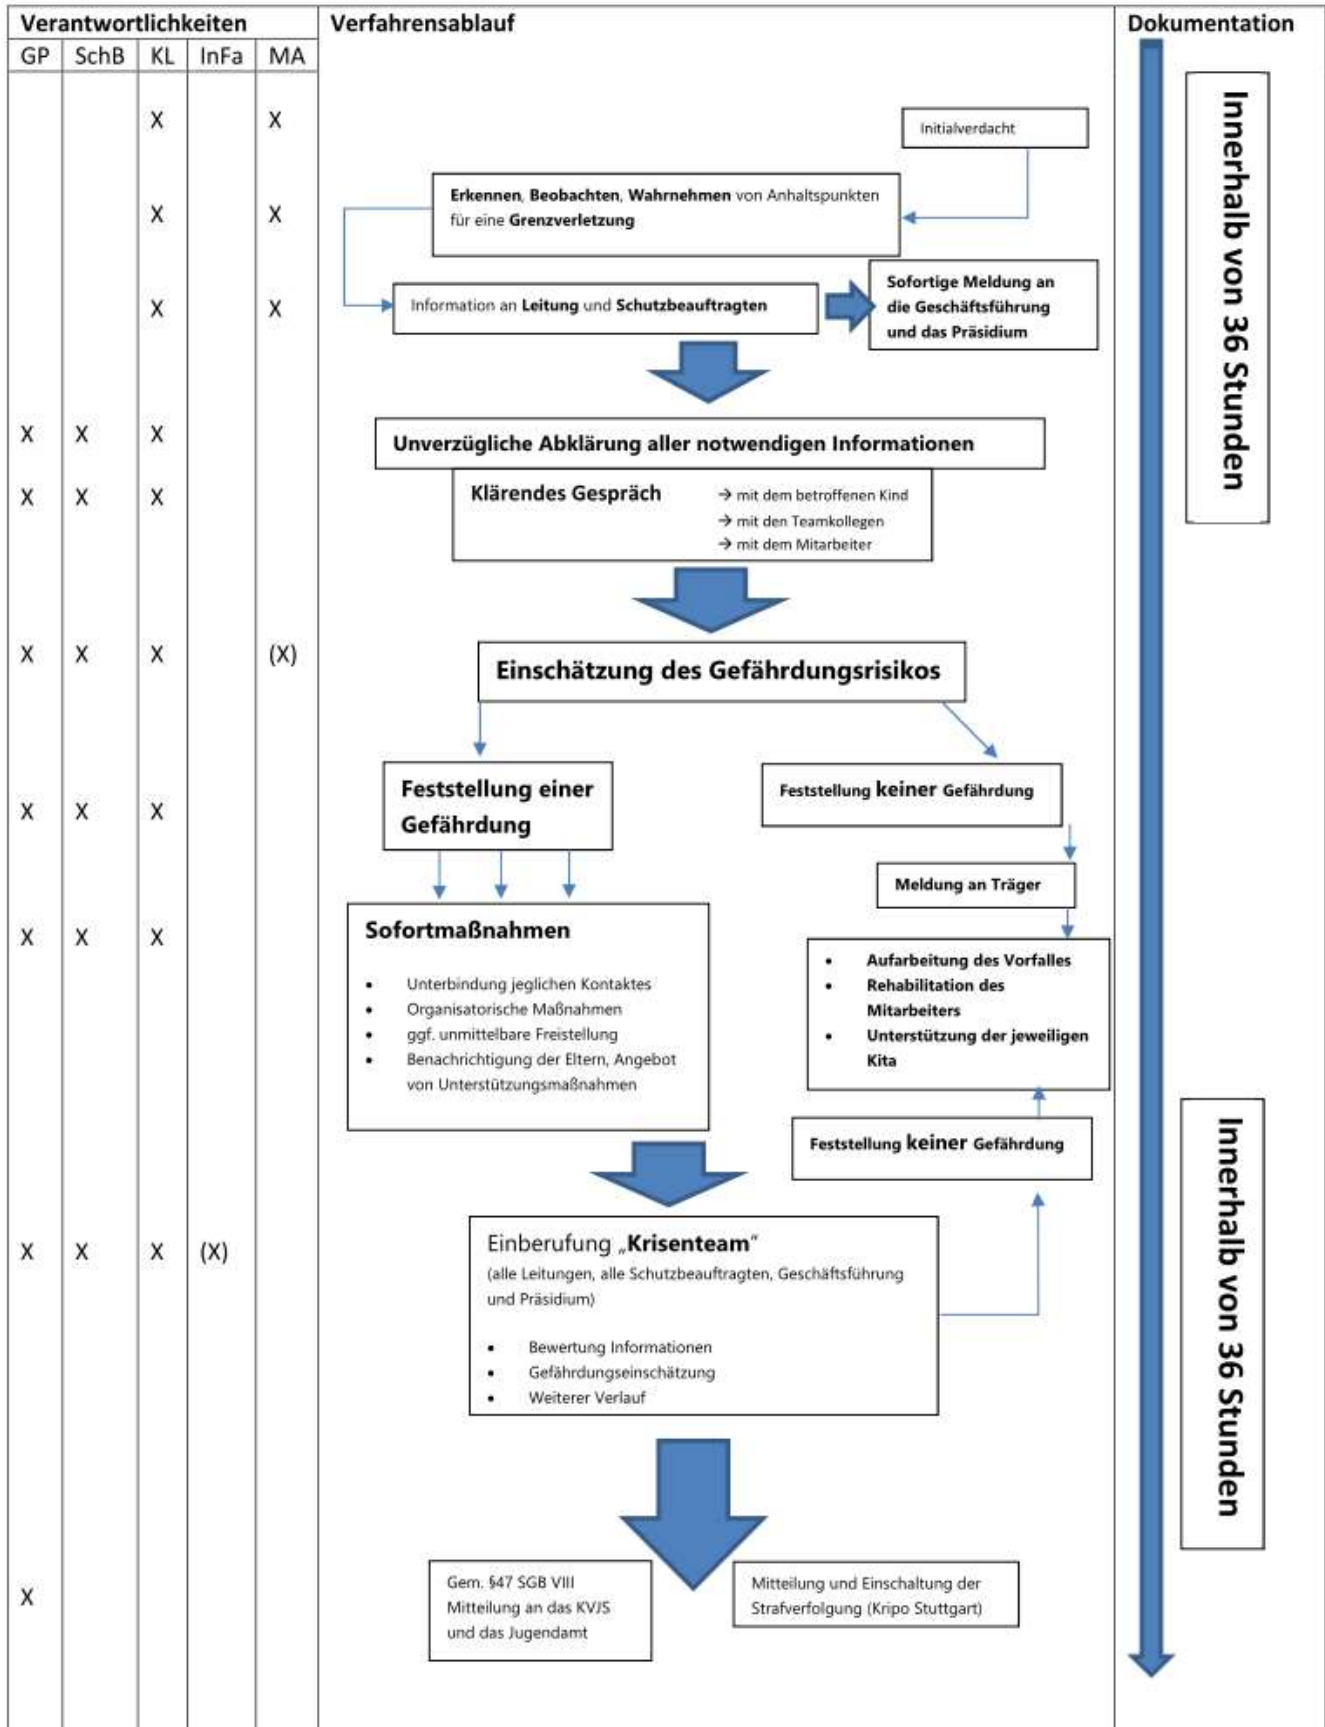 Verantwortlichkeiten
Verfahrensablauf
Dokumentation
GP SchB KL InFa MA
X X
Initialverdacht
X X
Erkennen, Beobachten, Wahrnehmen von Anhaltspunkten
für eine Grenzverletzung
X X
Information an Leitung und Schutzbeauftragten
Sofortige Meldung an
die Geschäftsführung
und das Präsidium
Innerhalb von 36 Stunden
X X X
Unverzügliche Abklärung aller notwendigen Informationen
X X X
Klärendes Gespräch → mit dem betroffenen Kind
→ mit den Teamkollegen
→ mit dem Mitarbeiter
X X X (X)
Einschätzung des Gefährdungsrisikos
X X X
Feststellung einer
Gefährdung
Feststellung keiner Gefährdung
Meldung an Träger
X X X
Sofortmaßnahmen
• Unterbindung jeglichen Kontaktes
• Organisatorische Maßnahmen
• ggf. unmittelbare Freistellung
• Benachrichtigung der Eltern, Angebot
von Unterstützungsmaßnahmen
• Aufarbeitung des Vorfalles
• Rehabilitation des
Mitarbeiters
• Unterstützung der jeweiligen
Kita
Feststellung keiner Gefährdung
X X X (X)
Einberufung „Krisenteam“
(alle Leitungen, alle Schutzbeauftragten, Geschäftsführung
und Präsidium)
• Bewertung Informationen
• Gefährdungseinschätzung
• Weiterer Verlauf
Innerhalb von 36 Stunden
X
Gem. §47 SGB VIII
Mitteilung an das KVJS
und das Jugendamt
Mitteilung und Einschaltung der
Strafverfolgung (Kripo Stuttgart)